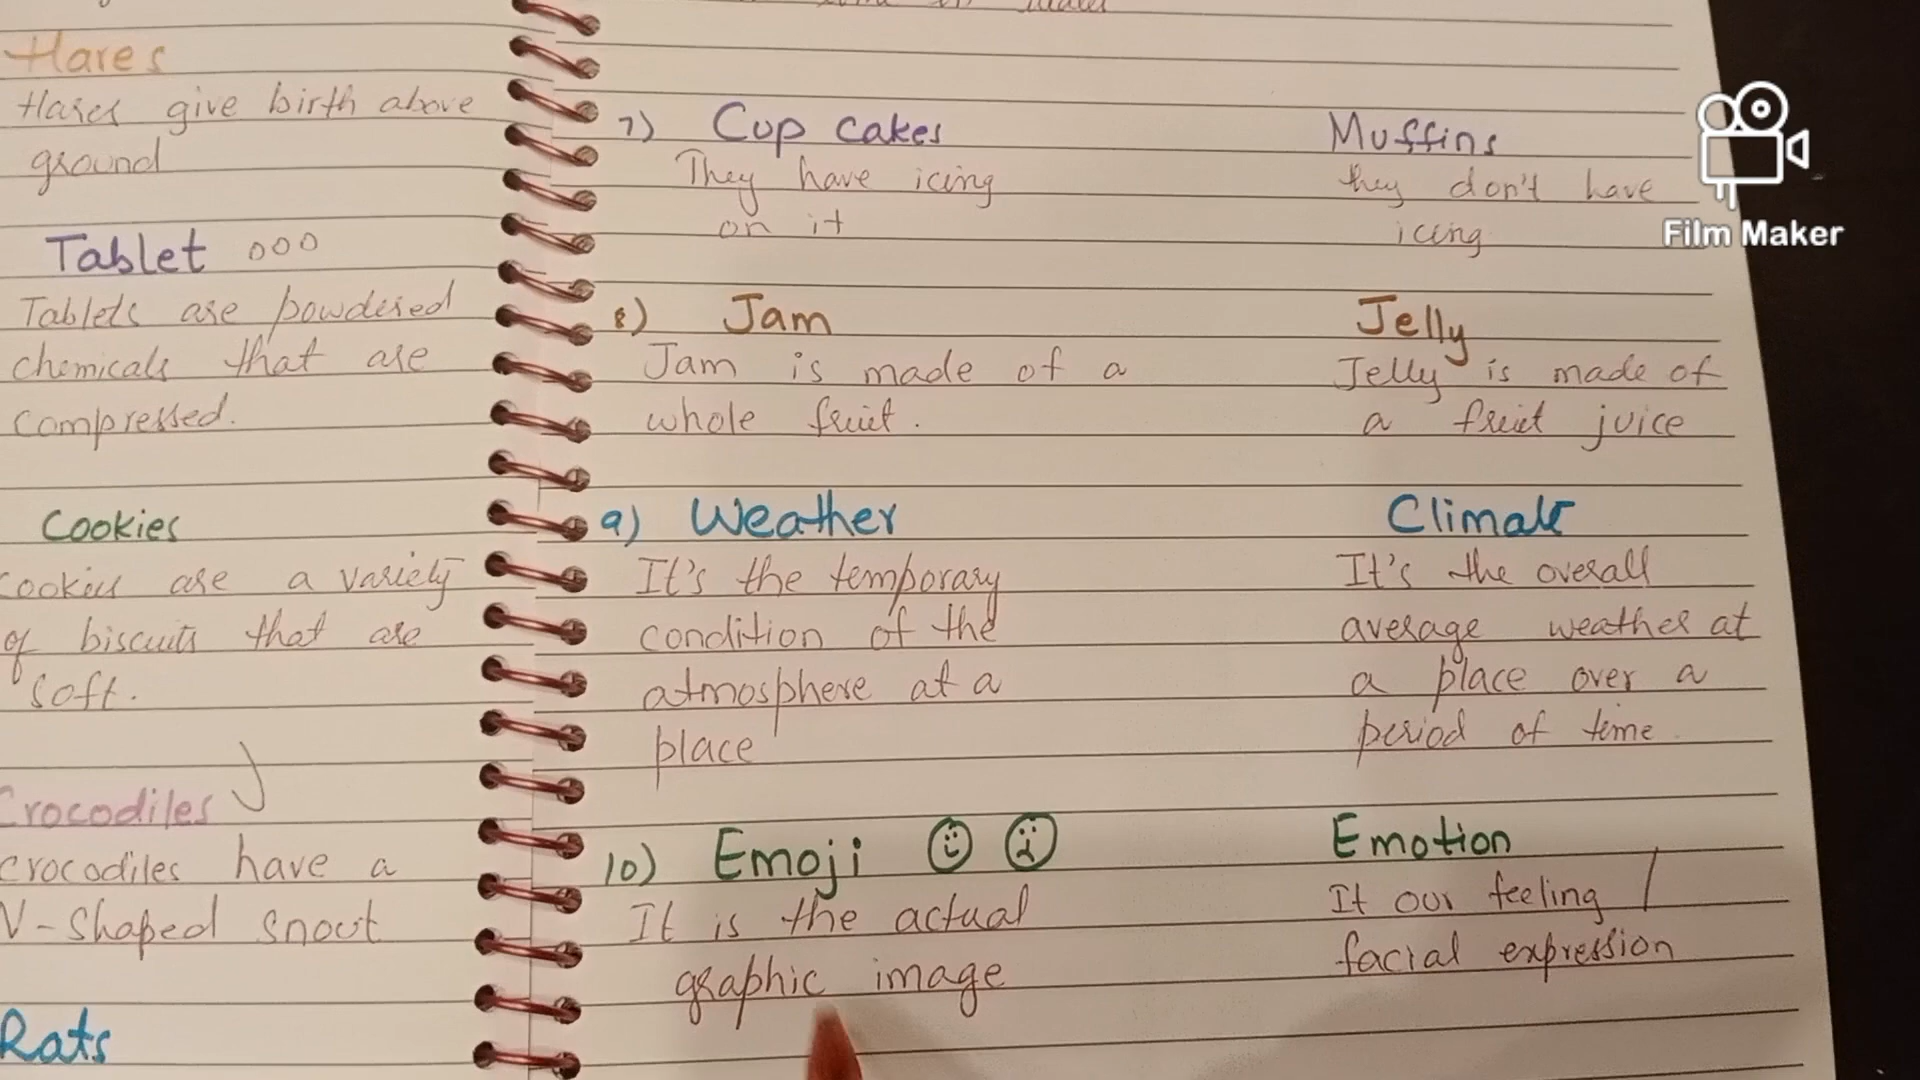 Hares
Hares give birth above
ground
Tablet
Tablets are powdered
chemicals that are
compressed.
Cookies
Cookies are a variety
of biscuits that are
soft.
Crocodiles
Crocodiles have a
V-shaped snout
Rats
7) Cup cakes Muffins
They have icing they don't have
on it icing
8) Jam Jelly
Jam is made of a Jelly is made of
whole fruit. a fruit juice
9) Weather Climate
It's the temporary It's the overall
condition of the average weather at
atmosphere at a a place over a
place period of time.
10) Emoji Emotion
It is the actual It our feeling /
graphic image facial expression
Film Maker